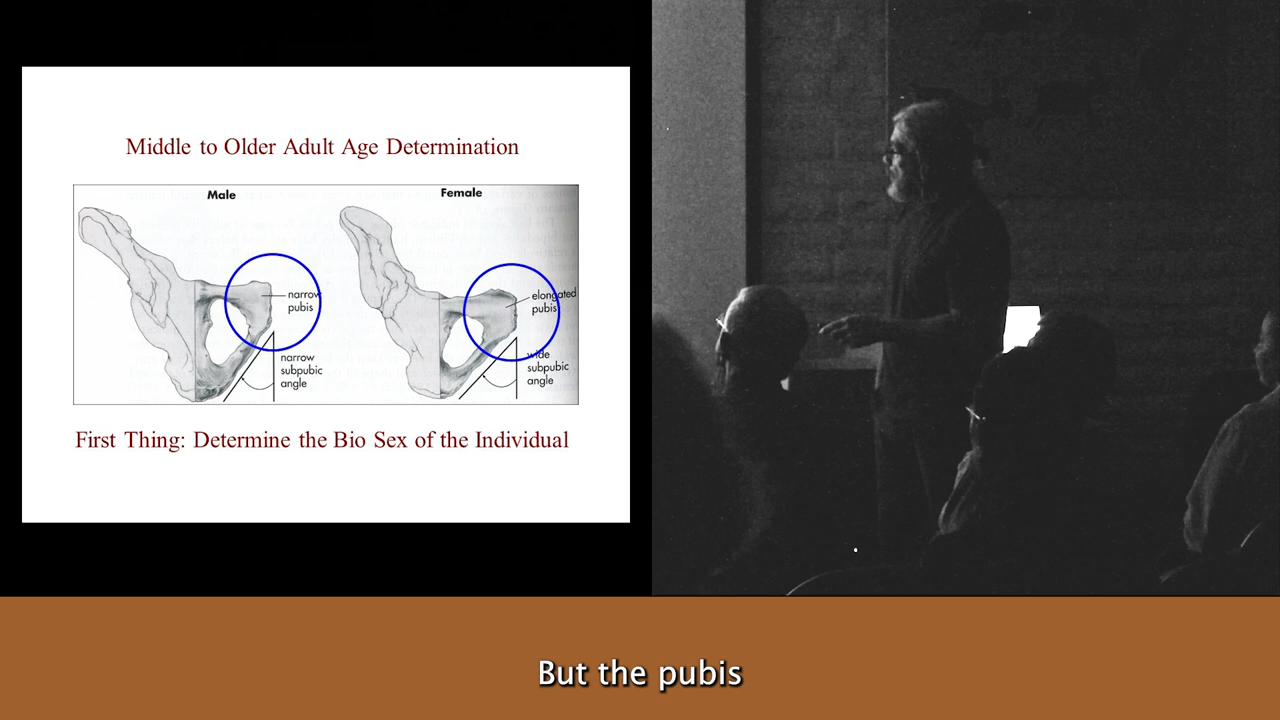 Middle to Older Adult Age Determination
Male
Female
narrow
pubis
elongated
pubis
narrow
subpubic
angle
wide
subpubic
angle
First Thing: Determine the Bio Sex of the Individual
But the pubis